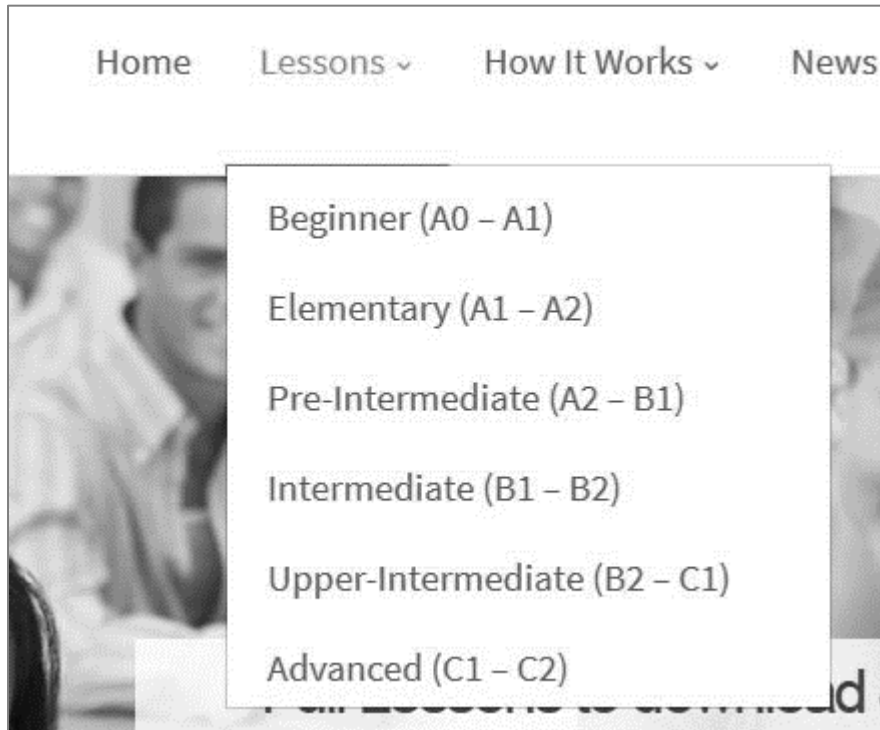 Home Lessons How It Works News
Beginner (A0 – A1)
Elementary (A1 – A2)
Pre-Intermediate (A2 – B1)
Intermediate (B1 – B2)
Upper-Intermediate (B2 – C1)
Advanced (C1 – C2)